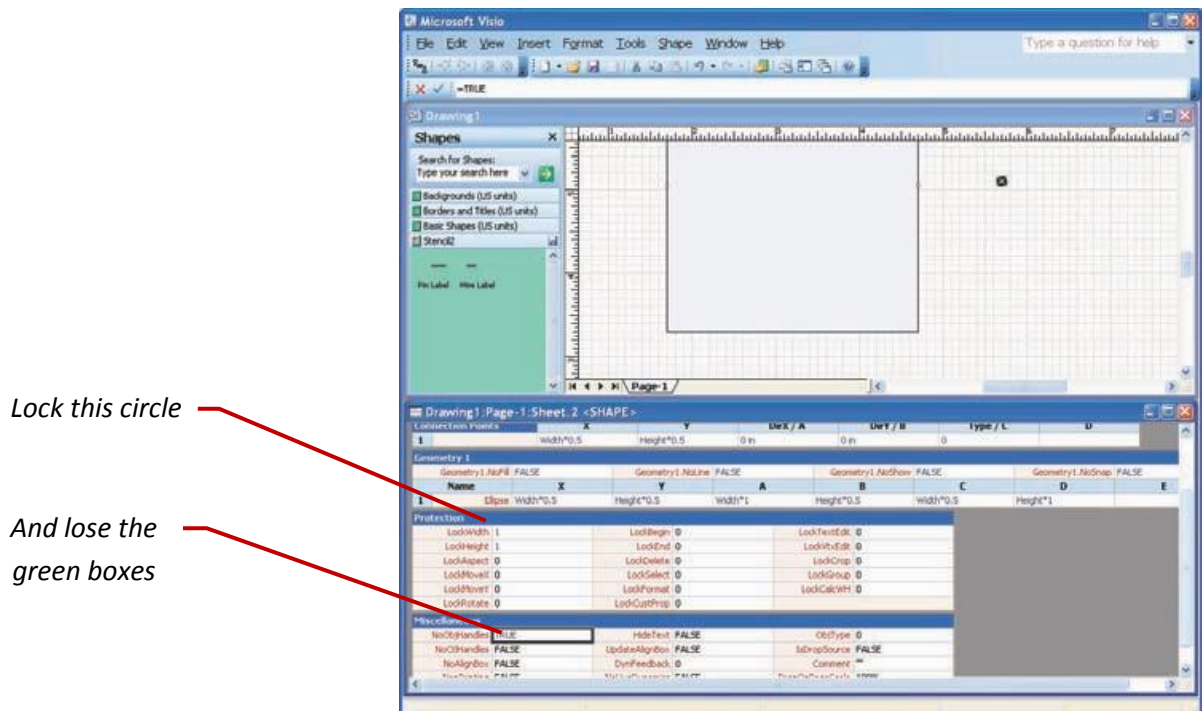 Microsoft Visio
File Edit View Insert Format Tools Shape Window Help
Type a question for help
=TRUE
Drawing1
Shapes
Search for Shapes:
Type your search here
Backgrounds (US units)
Borders and Titles (US units)
Basic Shapes (US units)
Stencil2
Pin Label Wire Label
Page-1
Lock this circle
And lose the
green boxes
Drawing1:Page-1:Sheet.2 <SHAPE>
Connection Points X Y DirX / A DirY / B Type / C D
1 Width*0.5 Height*0.5 0 in 0 in 0
Geometry 1
Geometry1.NoFill FALSE Geometry1.NoLine FALSE Geometry1.NoShow FALSE Geometry1.NoSnap FALSE
Name X Y A B C D E
1 Ellipse Width*0.5 Height*0.5 Width*1 Height*0.5 Width*0.5 Height*1
Protection
LockWidth 1 LockBegin 0 LockTextEdit 0
LockHeight 1 LockEnd 0 LockVtxEdit 0
LockAspect 0 LockDelete 0 LockCrop 0
LockMoveX 0 LockSelect 0 LockGroup 0
LockMoveY 0 LockFormat 0 LockCalcWH 0
LockRotate 0 LockCustProp 0
Miscellaneous
NoObjHandles TRUE HideText FALSE ObjType 0
NoCtlHandles FALSE UpdateAlignBox FALSE IsDropSource FALSE
NoAlignBox FALSE DynFeedback 0 Comment ""